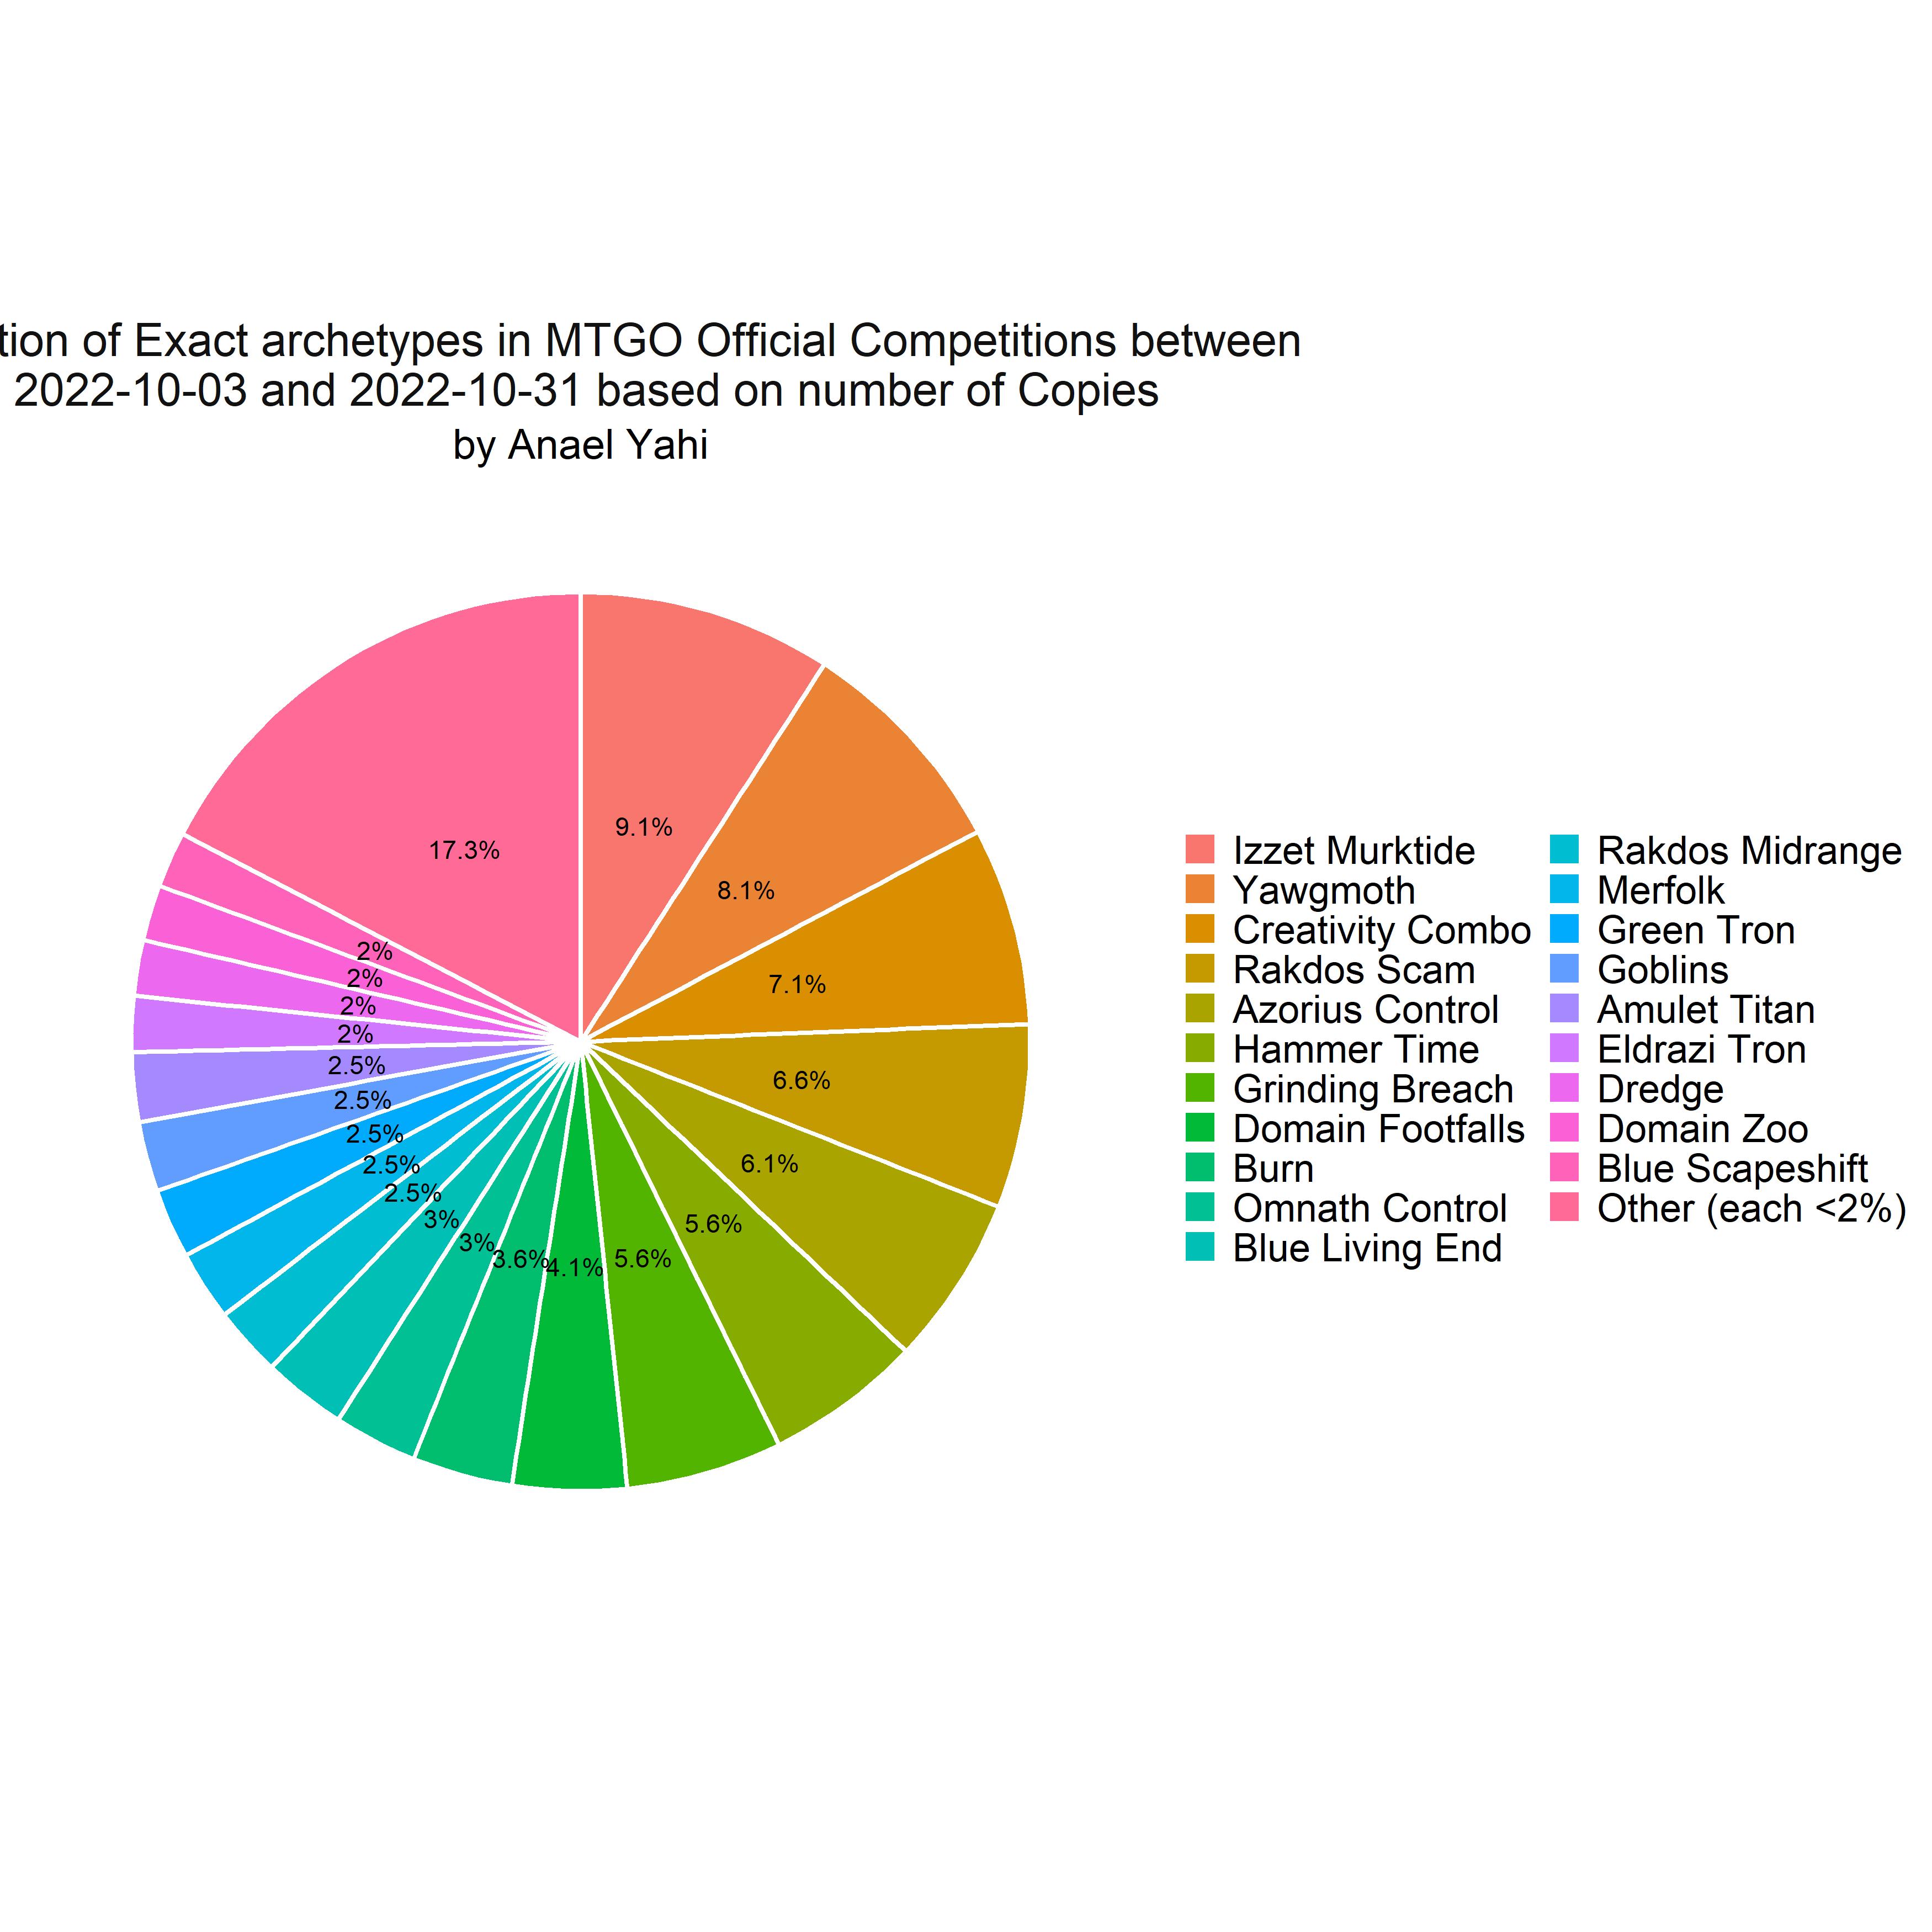 tion of Exact archetypes in MTGO Official Competitions between
2022-10-03 and 2022-10-31 based on number of Copies
by Anael Yahi
9.1%
8.1%
7.1%
6.6%
6.1%
5.6%
5.6%
4.1%
3.6%
3%
3%
2.5%
2.5%
2.5%
2.5%
2.5%
2%
2%
2%
2%
17.3%
Izzet Murktide
Yawgmoth
Creativity Combo
Rakdos Scam
Azorius Control
Hammer Time
Grinding Breach
Domain Footfalls
Burn
Omnath Control
Blue Living End
Rakdos Midrange
Merfolk
Green Tron
Goblins
Amulet Titan
Eldrazi Tron
Dredge
Domain Zoo
Blue Scapeshift
Other (each <2%)